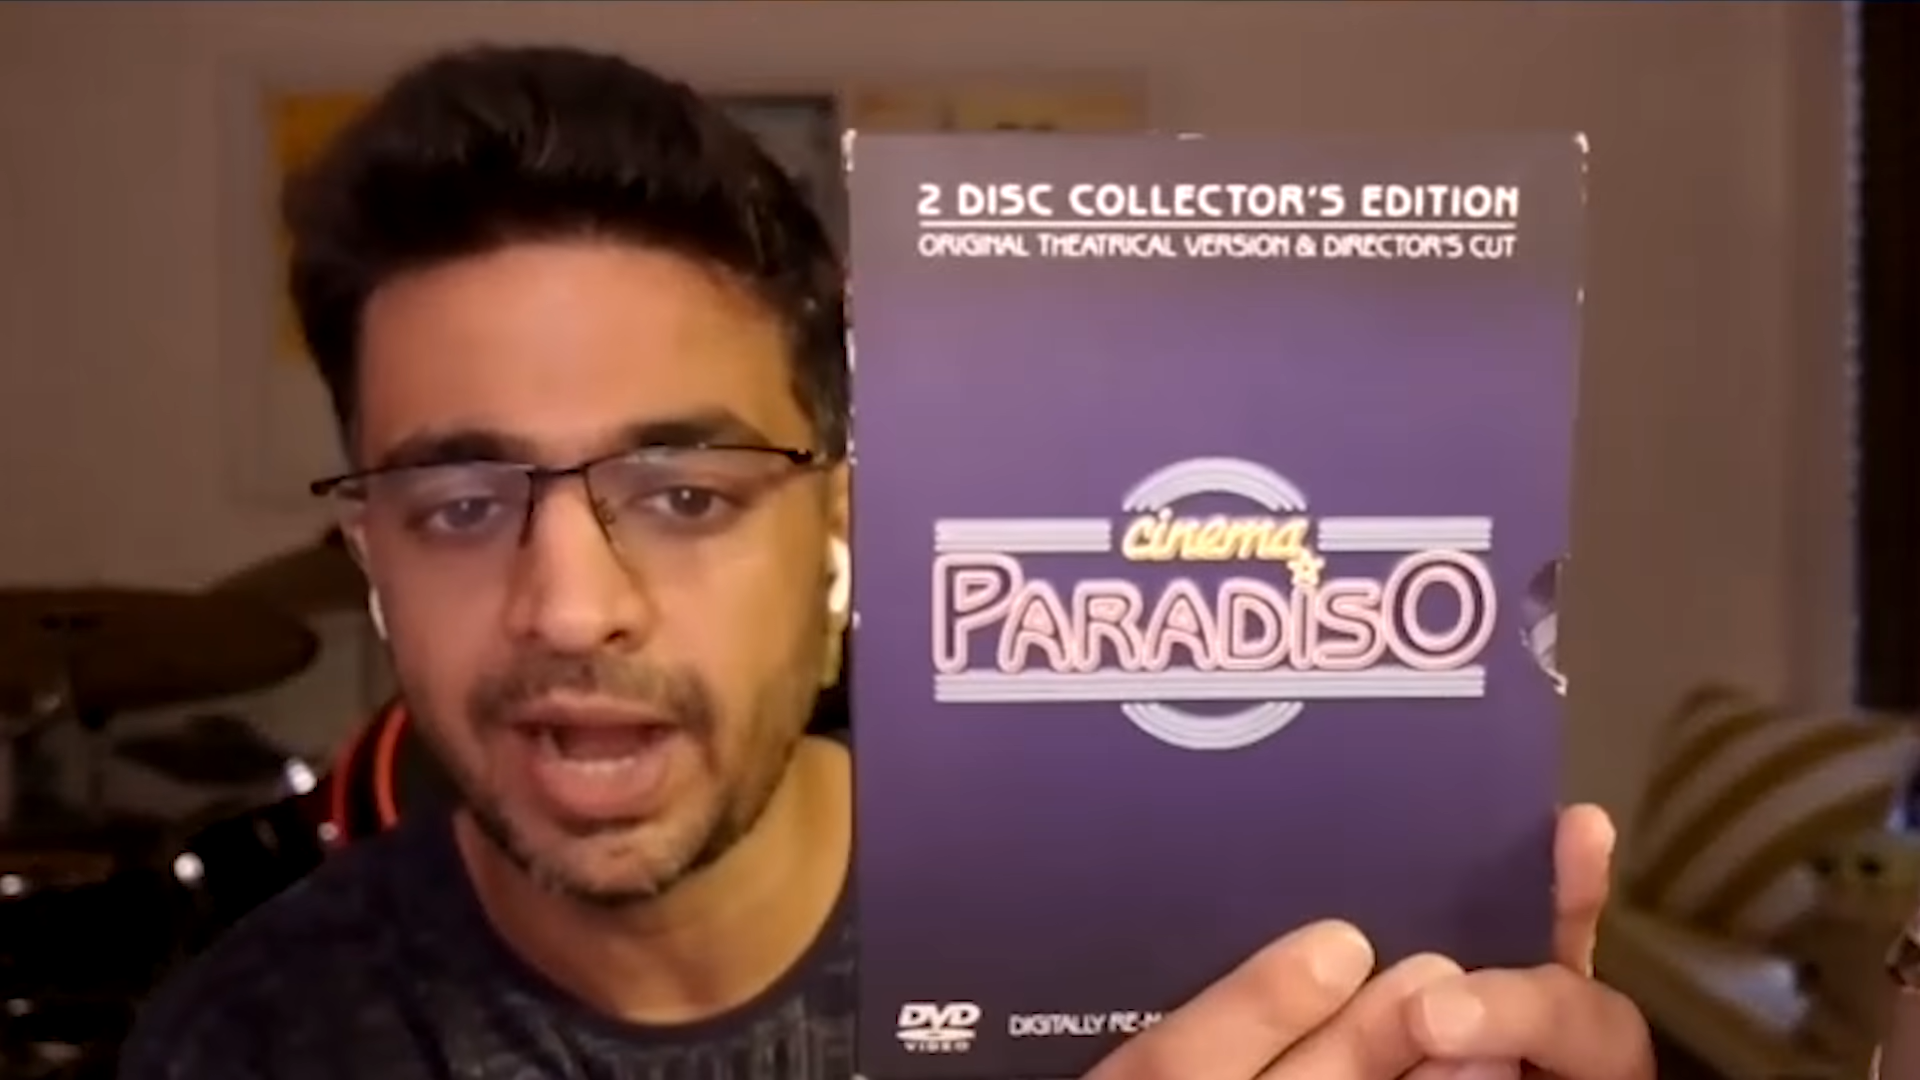 2 DISC COLLECTOR'S EDITION
ORIGINAL THEATRICAL VERSION & DIRECTOR'S CUT
cinema
PARADISO
DVD
VIDEO
DIGITALLY